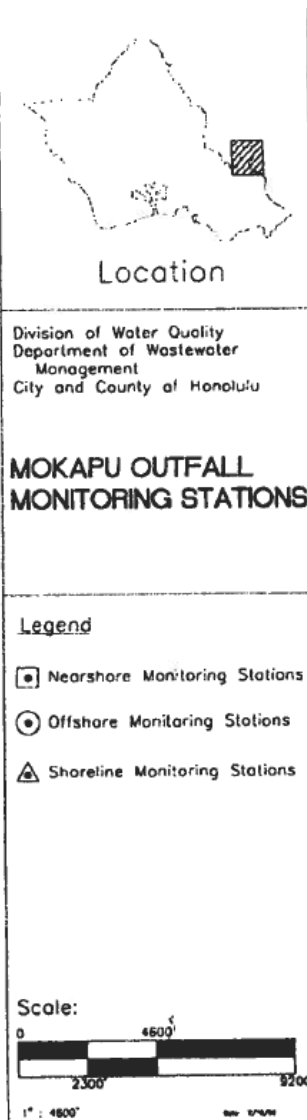 Location
Division of Water Quality
Department of Wastewater
Management
City and County of Honolulu
MOKAPU OUTFALL
MONITORING STATIONS
Legend
Nearshore Monitoring Stations
Offshore Monitoring Stations
Shoreline Monitoring Stations
Scale:
0 4600'
2300' 9200
1" : 4600'